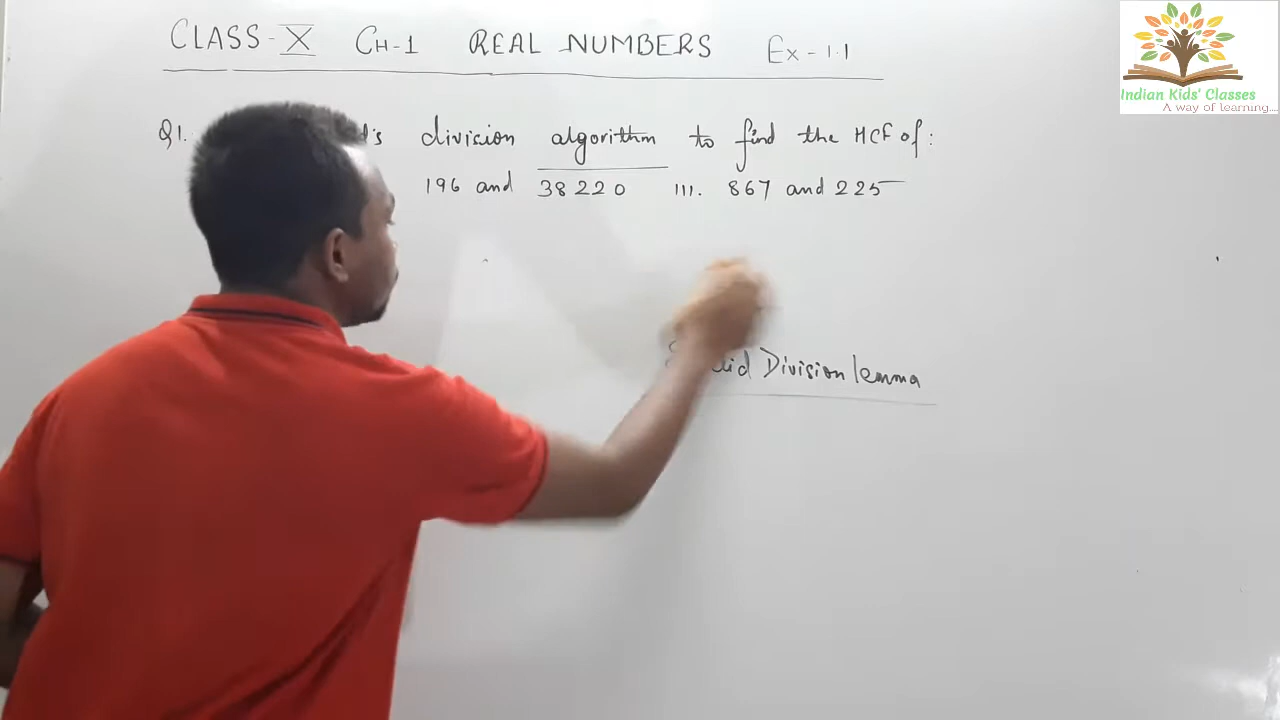 CLASS-X CH-1 REAL NUMBERS Ex-1.1
Q1. division algorithm to find the HCF of:
196 and 38220 III. 867 and 225
Division lemma
Indian Kids' Classes
A way of learning....